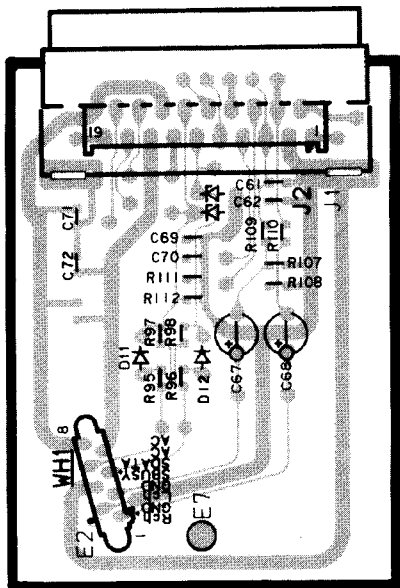 19
1
C61
J2
J1
C62
C71
R109
R110
C69
C70
R107
C72
R111
R108
R112
R97
R98
D11
D12
C67
C68
R95
R96
8
WH1
E2
1
E7